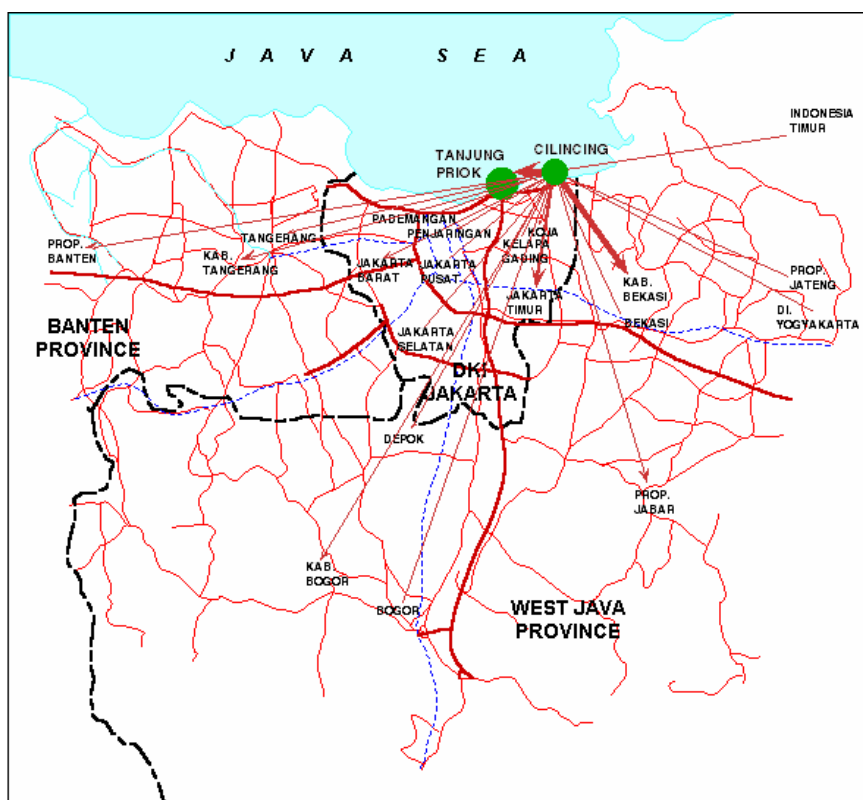 J A V A S E A
INDONESIA
TIMUR
CILINCING
TANJUNG
PRIOK
PADEMANGAN
PENJARINGAN
KOJA
KELAPA
GADING
PROP.
BANTEN
TANGERANG
KAB.
TANGERANG
JAKARTA
BARAT
JAKARTA
PUSAT
JAKARTA
TIMUR
KAB.
BEKASI
PROP.
JATENG
DI.
YOGYAKARTA
BEKASI
BANTEN
PROVINCE
JAKARTA
SELATAN
DKI
JAKARTA
DEPOK
PROP.
JABAR
KAB.
BOGOR
BOGOR
WEST JAVA
PROVINCE